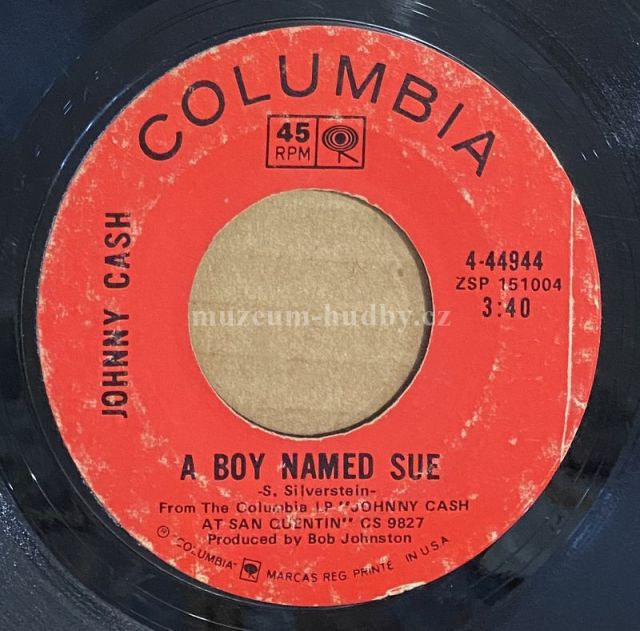 COLUMBIA
45
RPM
JOHNNY CASH
4-44944
ZSP 151004
3:40
muzeum-hudby.cz
A BOY NAMED SUE
-S. Silverstein-
From The Columbia LP "JOHNNY CASH
AT SAN QUENTIN" CS 9827
Produced by Bob Johnston
℗ "COLUMBIA" MARCAS REG. PRINTED IN U.S.A.